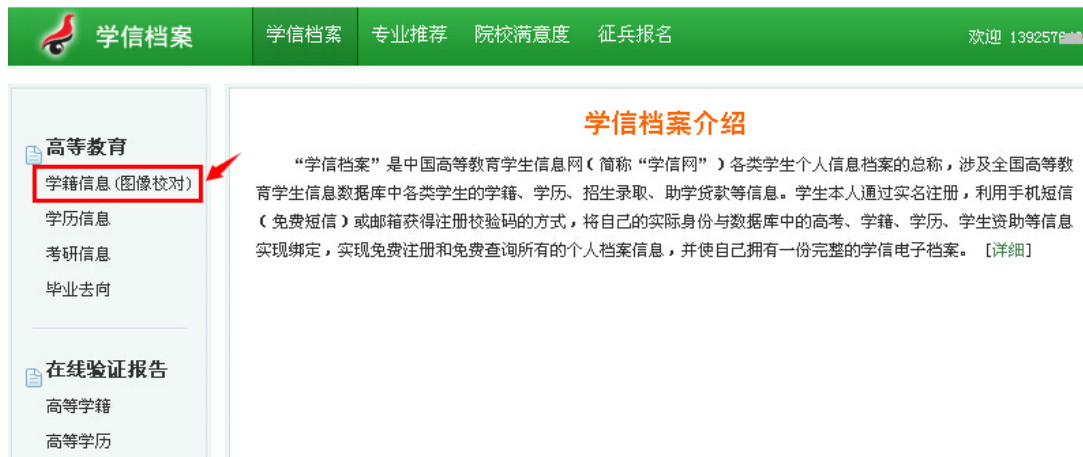 学信档案
学信档案 专业推荐 院校满意度 征兵报名
欢迎 1392576
高等教育
学籍信息(图像校对)
学历信息
考研信息
毕业去向
在线验证报告
高等学籍
高等学历
学信档案介绍
“学信档案”是中国高等教育学生信息网(简称“学信网”)各类学生个人信息档案的总称,涉及全国高等教
育学生信息数据库中各类学生的学籍、学历、招生录取、助学贷款等信息。学生本人通过实名注册,利用手机短信
(免费短信)或邮箱获得注册校验码的方式,将自己的实际身份与数据库中的高考、学籍、学历、学生资助等信息
实现绑定,实现免费注册和免费查询所有的个人档案信息,并使自己拥有一份完整的学信电子档案。 [详细]